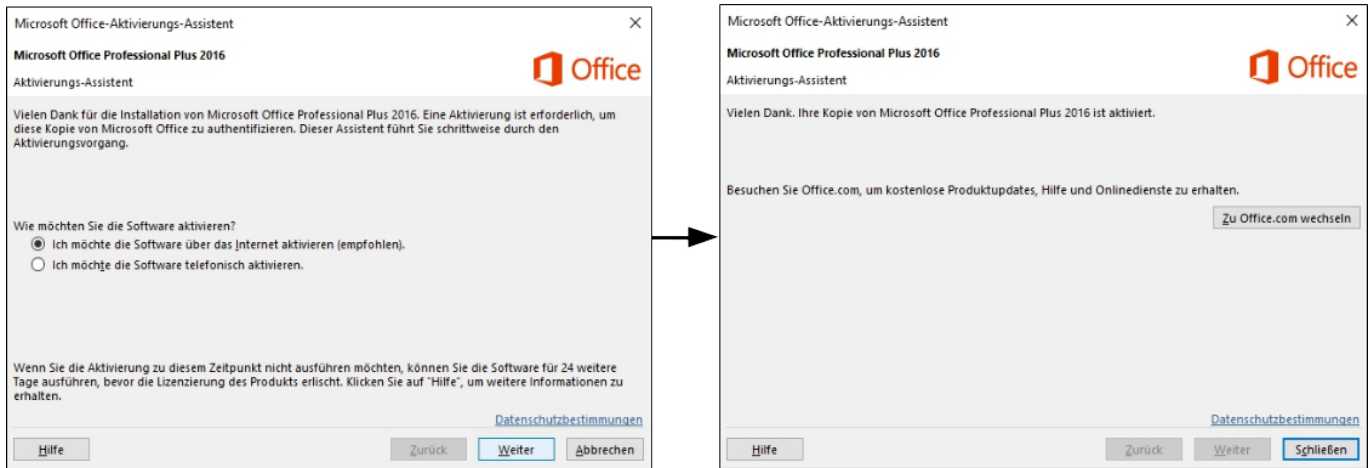 Microsoft Office-Aktivierungs-Assistent
Microsoft Office Professional Plus 2016
Office
Aktivierungs-Assistent
Vielen Dank für die Installation von Microsoft Office Professional Plus 2016. Eine Aktivierung ist erforderlich, um
diese Kopie von Microsoft Office zu authentifizieren. Dieser Assistent führt Sie schrittweise durch den
Aktivierungsvorgang.
Wie möchten Sie die Software aktivieren?
Ich möchte die Software über das Internet aktivieren (empfohlen).
Ich möchte die Software telefonisch aktivieren.
Wenn Sie die Aktivierung zu diesem Zeitpunkt nicht ausführen möchten, können Sie die Software für 24 weitere
Tage ausführen, bevor die Lizenzierung des Produkts erlischt. Klicken Sie auf "Hilfe", um weitere Informationen zu
erhalten.
Datenschutzbestimmungen
Hilfe
Zurück
Weiter
Abbrechen
Microsoft Office-Aktivierungs-Assistent
Microsoft Office Professional Plus 2016
Office
Aktivierungs-Assistent
Vielen Dank. Ihre Kopie von Microsoft Office Professional Plus 2016 ist aktiviert.
Besuchen Sie Office.com, um kostenlose Produktupdates, Hilfe und Onlinedienste zu erhalten.
Zu Office.com wechseln
Datenschutzbestimmungen
Hilfe
Zurück
Weiter
Schließen